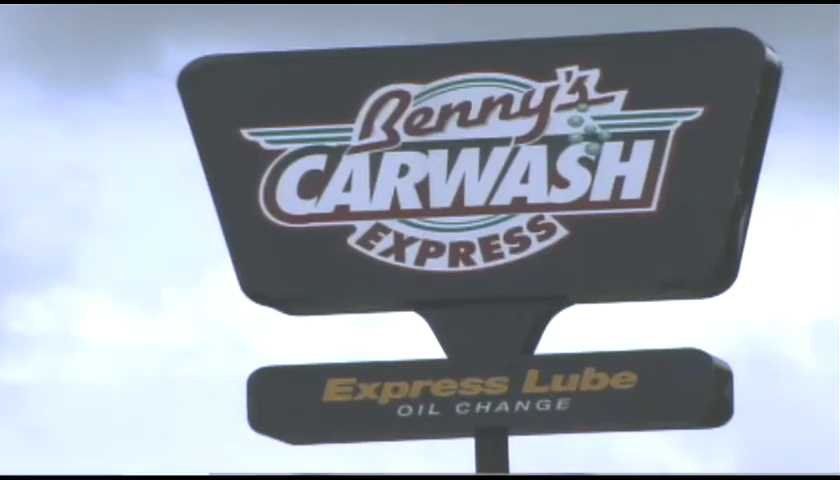 Benny's
CARWASH
EXPRESS
Express Lube
OIL CHANGE